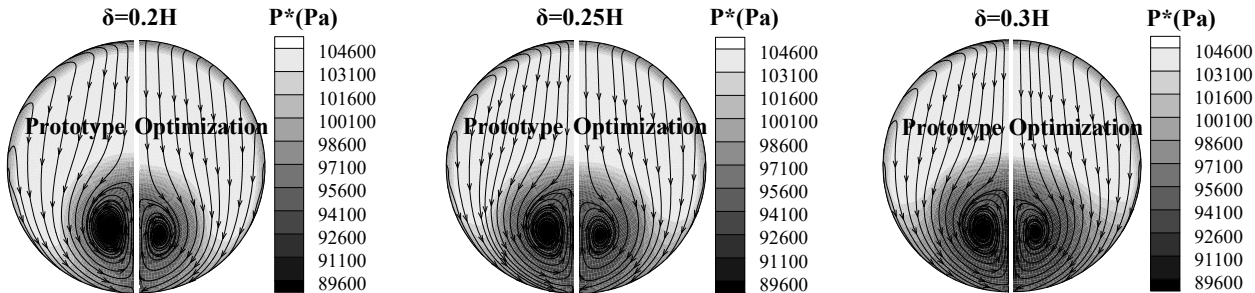 δ=0.2H
P*(Pa)
Prototype
Optimization
104600
103100
101600
100100
98600
97100
95600
94100
92600
91100
89600
δ=0.25H
P*(Pa)
Prototype
Optimization
104600
103100
101600
100100
98600
97100
95600
94100
92600
91100
89600
δ=0.3H
P*(Pa)
Prototype
Optimization
104600
103100
101600
100100
98600
97100
95600
94100
92600
91100
89600